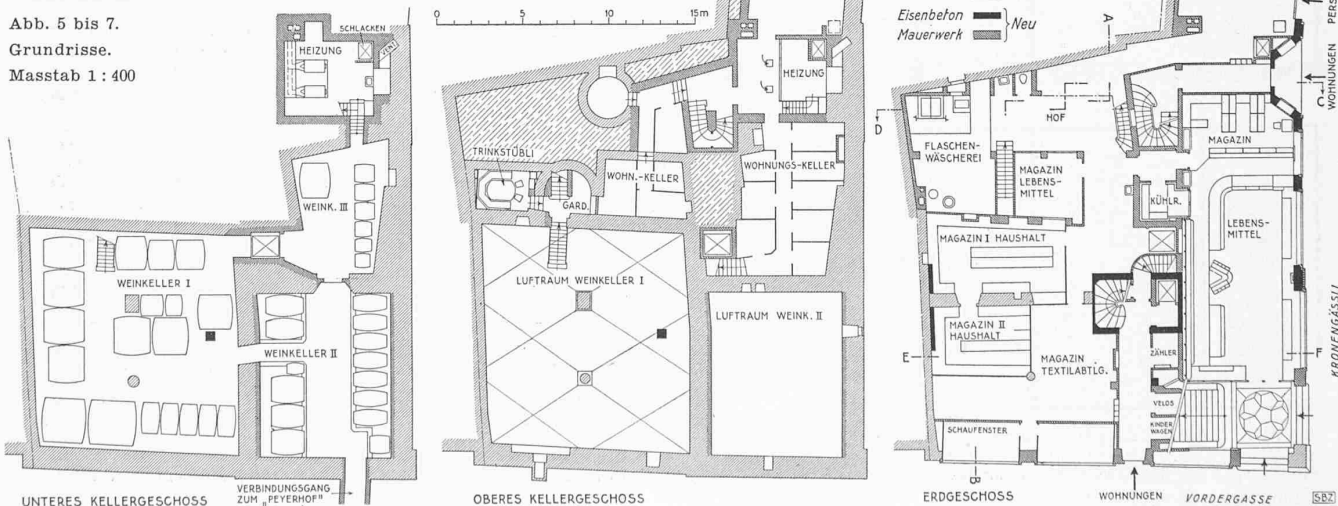 Abb. 5 bis 7.
Grundrisse.
Masstab 1 : 400
SCHLACKEN
HEIZUNG
WEINK. III
WEINKELLER I
WEINKELLER II
UNTERES KELLERGESCHOSS
VERBINDUNGSGANG
ZUM „PEYERHOF"
0 5 10 15m
HEIZUNG
TRINKSTÜBLI
GARD.
WOHN.-KELLER
WOHNUNGS-KELLER
LUFTRAUM WEINKELLER I
LUFTRAUM WEINK. II
OBERES KELLERGESCHOSS
Eisenbeton
Mauerwerk
Neu
A
WOHNUNGEN
C
D
HOF
FLASCHEN-
WÄSCHEREI
MAGAZIN
LEBENS-
MITTEL
MAGAZIN
KÜHLR.
LEBENS-
MITTEL
MAGAZIN I HAUSHALT
MAGAZIN II
HAUSHALT
E
F
MAGAZIN
TEXTILABTLG.
ZÄHLER
VELOS
KINDER
WAGEN
SCHAUFENSTER
B
KRONENGÄSSLI
ERDGESCHOSS
WOHNUNGEN
VORDERGASSE
SBZ